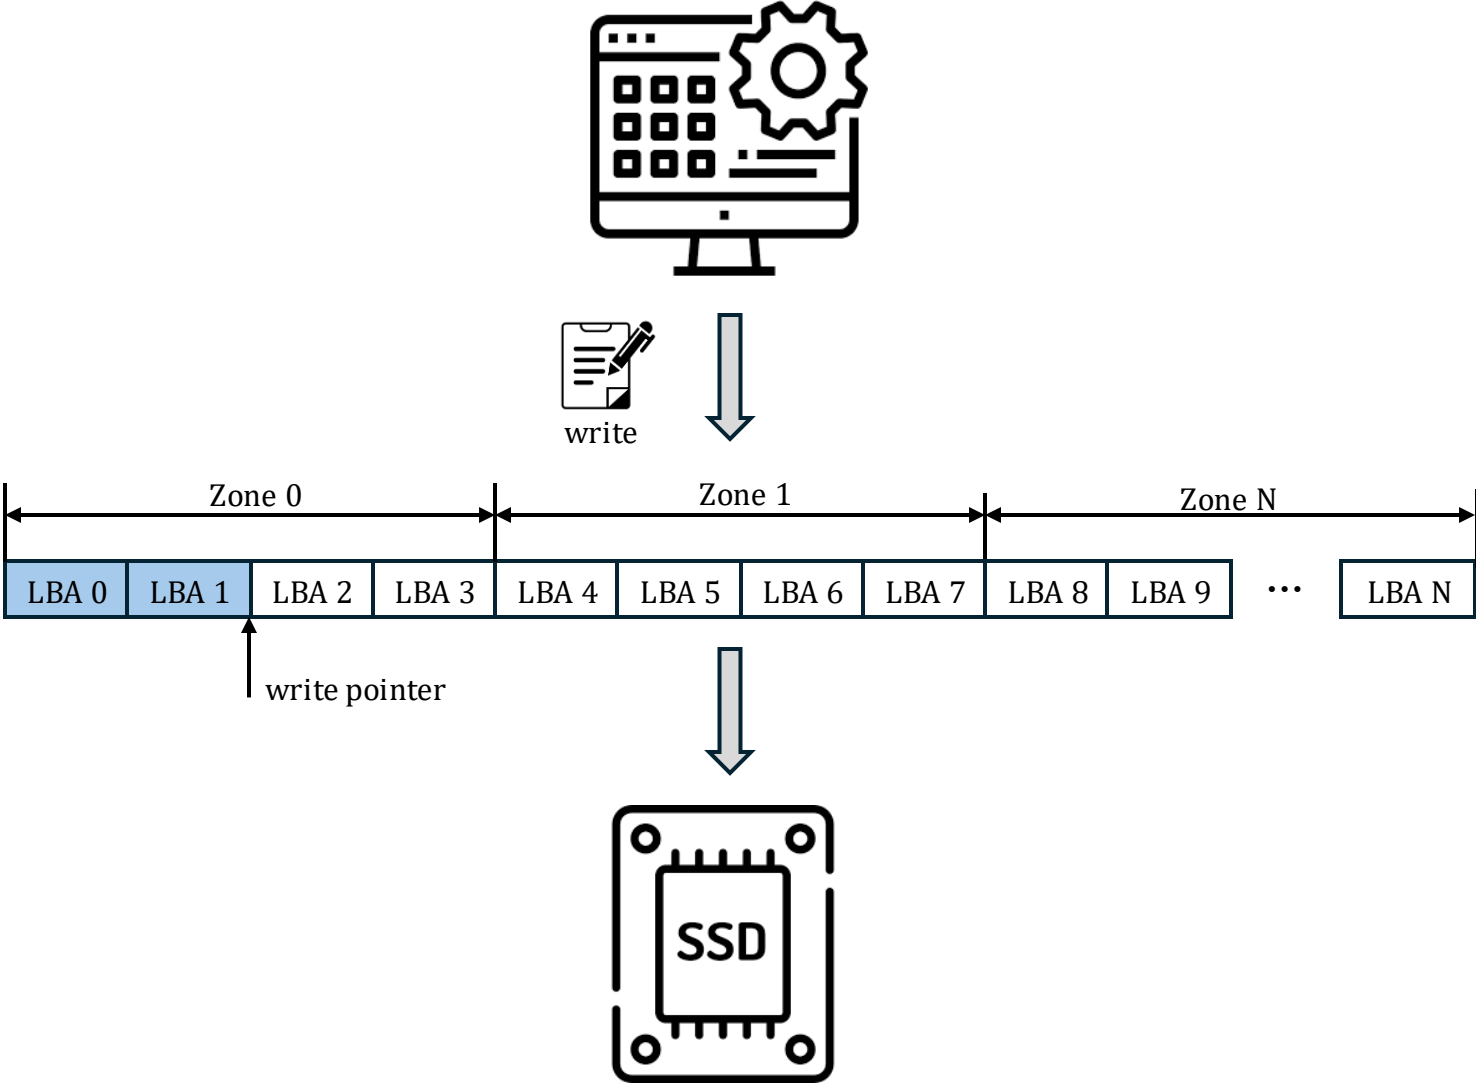 write
Zone 0
Zone 1
Zone N
LBA 0
LBA 1
LBA 2
LBA 3
LBA 4
LBA 5
LBA 6
LBA 7
LBA 8
LBA 9
...
LBA N
write pointer
SSD